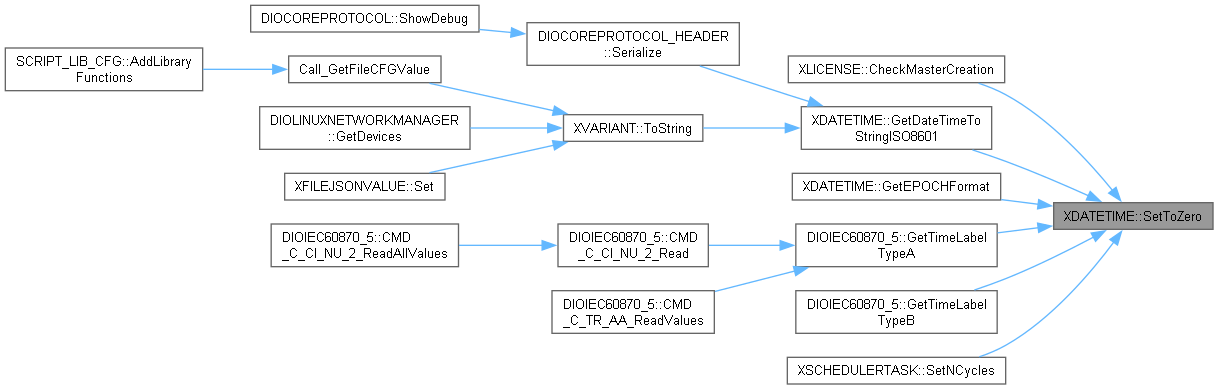 DIOCOREPROTOCOL::ShowDebug
DIOCOREPROTOCOL_HEADER
::Serialize
SCRIPT_LIB_CFG::AddLibrary
Functions
Call_GetFileCFGValue
XLICENSE::CheckMasterCreation
DIOLINUXNETWORKMANAGER
::GetDevices
XVARIANT::ToString
XDATETIME::GetDateTimeTo
StringISO8601
XFILEJSONVALUE::Set
XDATETIME::GetEPOCHFormat
XDATETIME::SetToZero
DIOIEC60870_5::CMD
_C_CI_NU_2_ReadAllValues
DIOIEC60870_5::CMD
_C_CI_NU_2_Read
DIOIEC60870_5::GetTimeLabel
TypeA
DIOIEC60870_5::CMD
_C_TR_AA_ReadValues
DIOIEC60870_5::GetTimeLabel
TypeB
XSCHEDULERTASK::SetNCycles